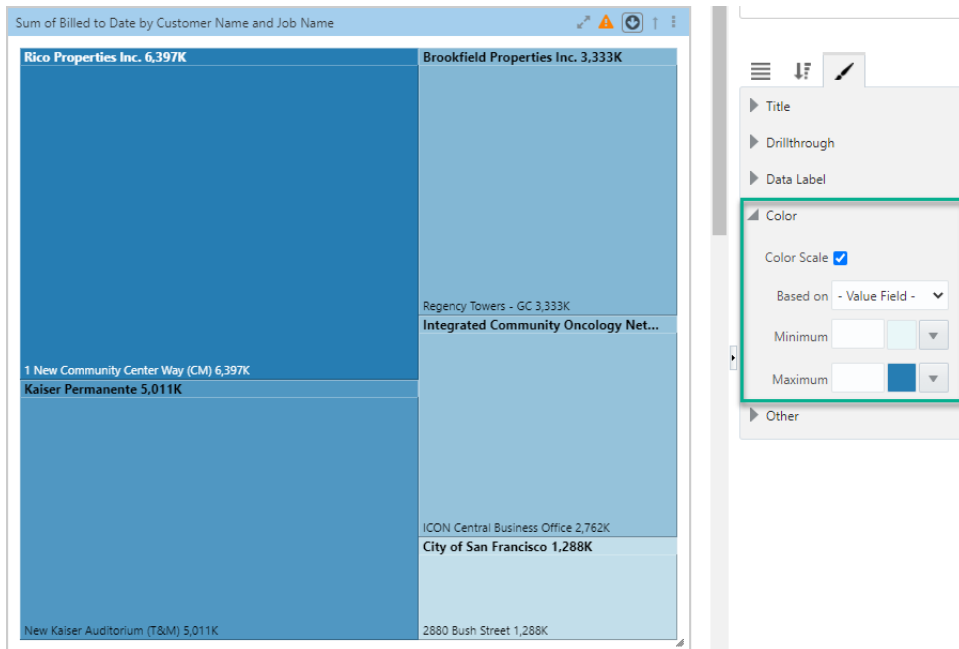 Sum of Billed to Date by Customer Name and Job Name
Rico Properties Inc. 6,397K
1 New Community Center Way (CM) 6,397K
Kaiser Permanente 5,011K
New Kaiser Auditorium (T&M) 5,011K
Brookfield Properties Inc. 3,333K
Regency Towers - GC 3,333K
Integrated Community Oncology Net...
ICON Central Business Office 2,762K
City of San Francisco 1,288K
2880 Bush Street 1,288K
Title
Drillthrough
Data Label
Color
Color Scale
Based on - Value Field -
Minimum
Maximum
Other